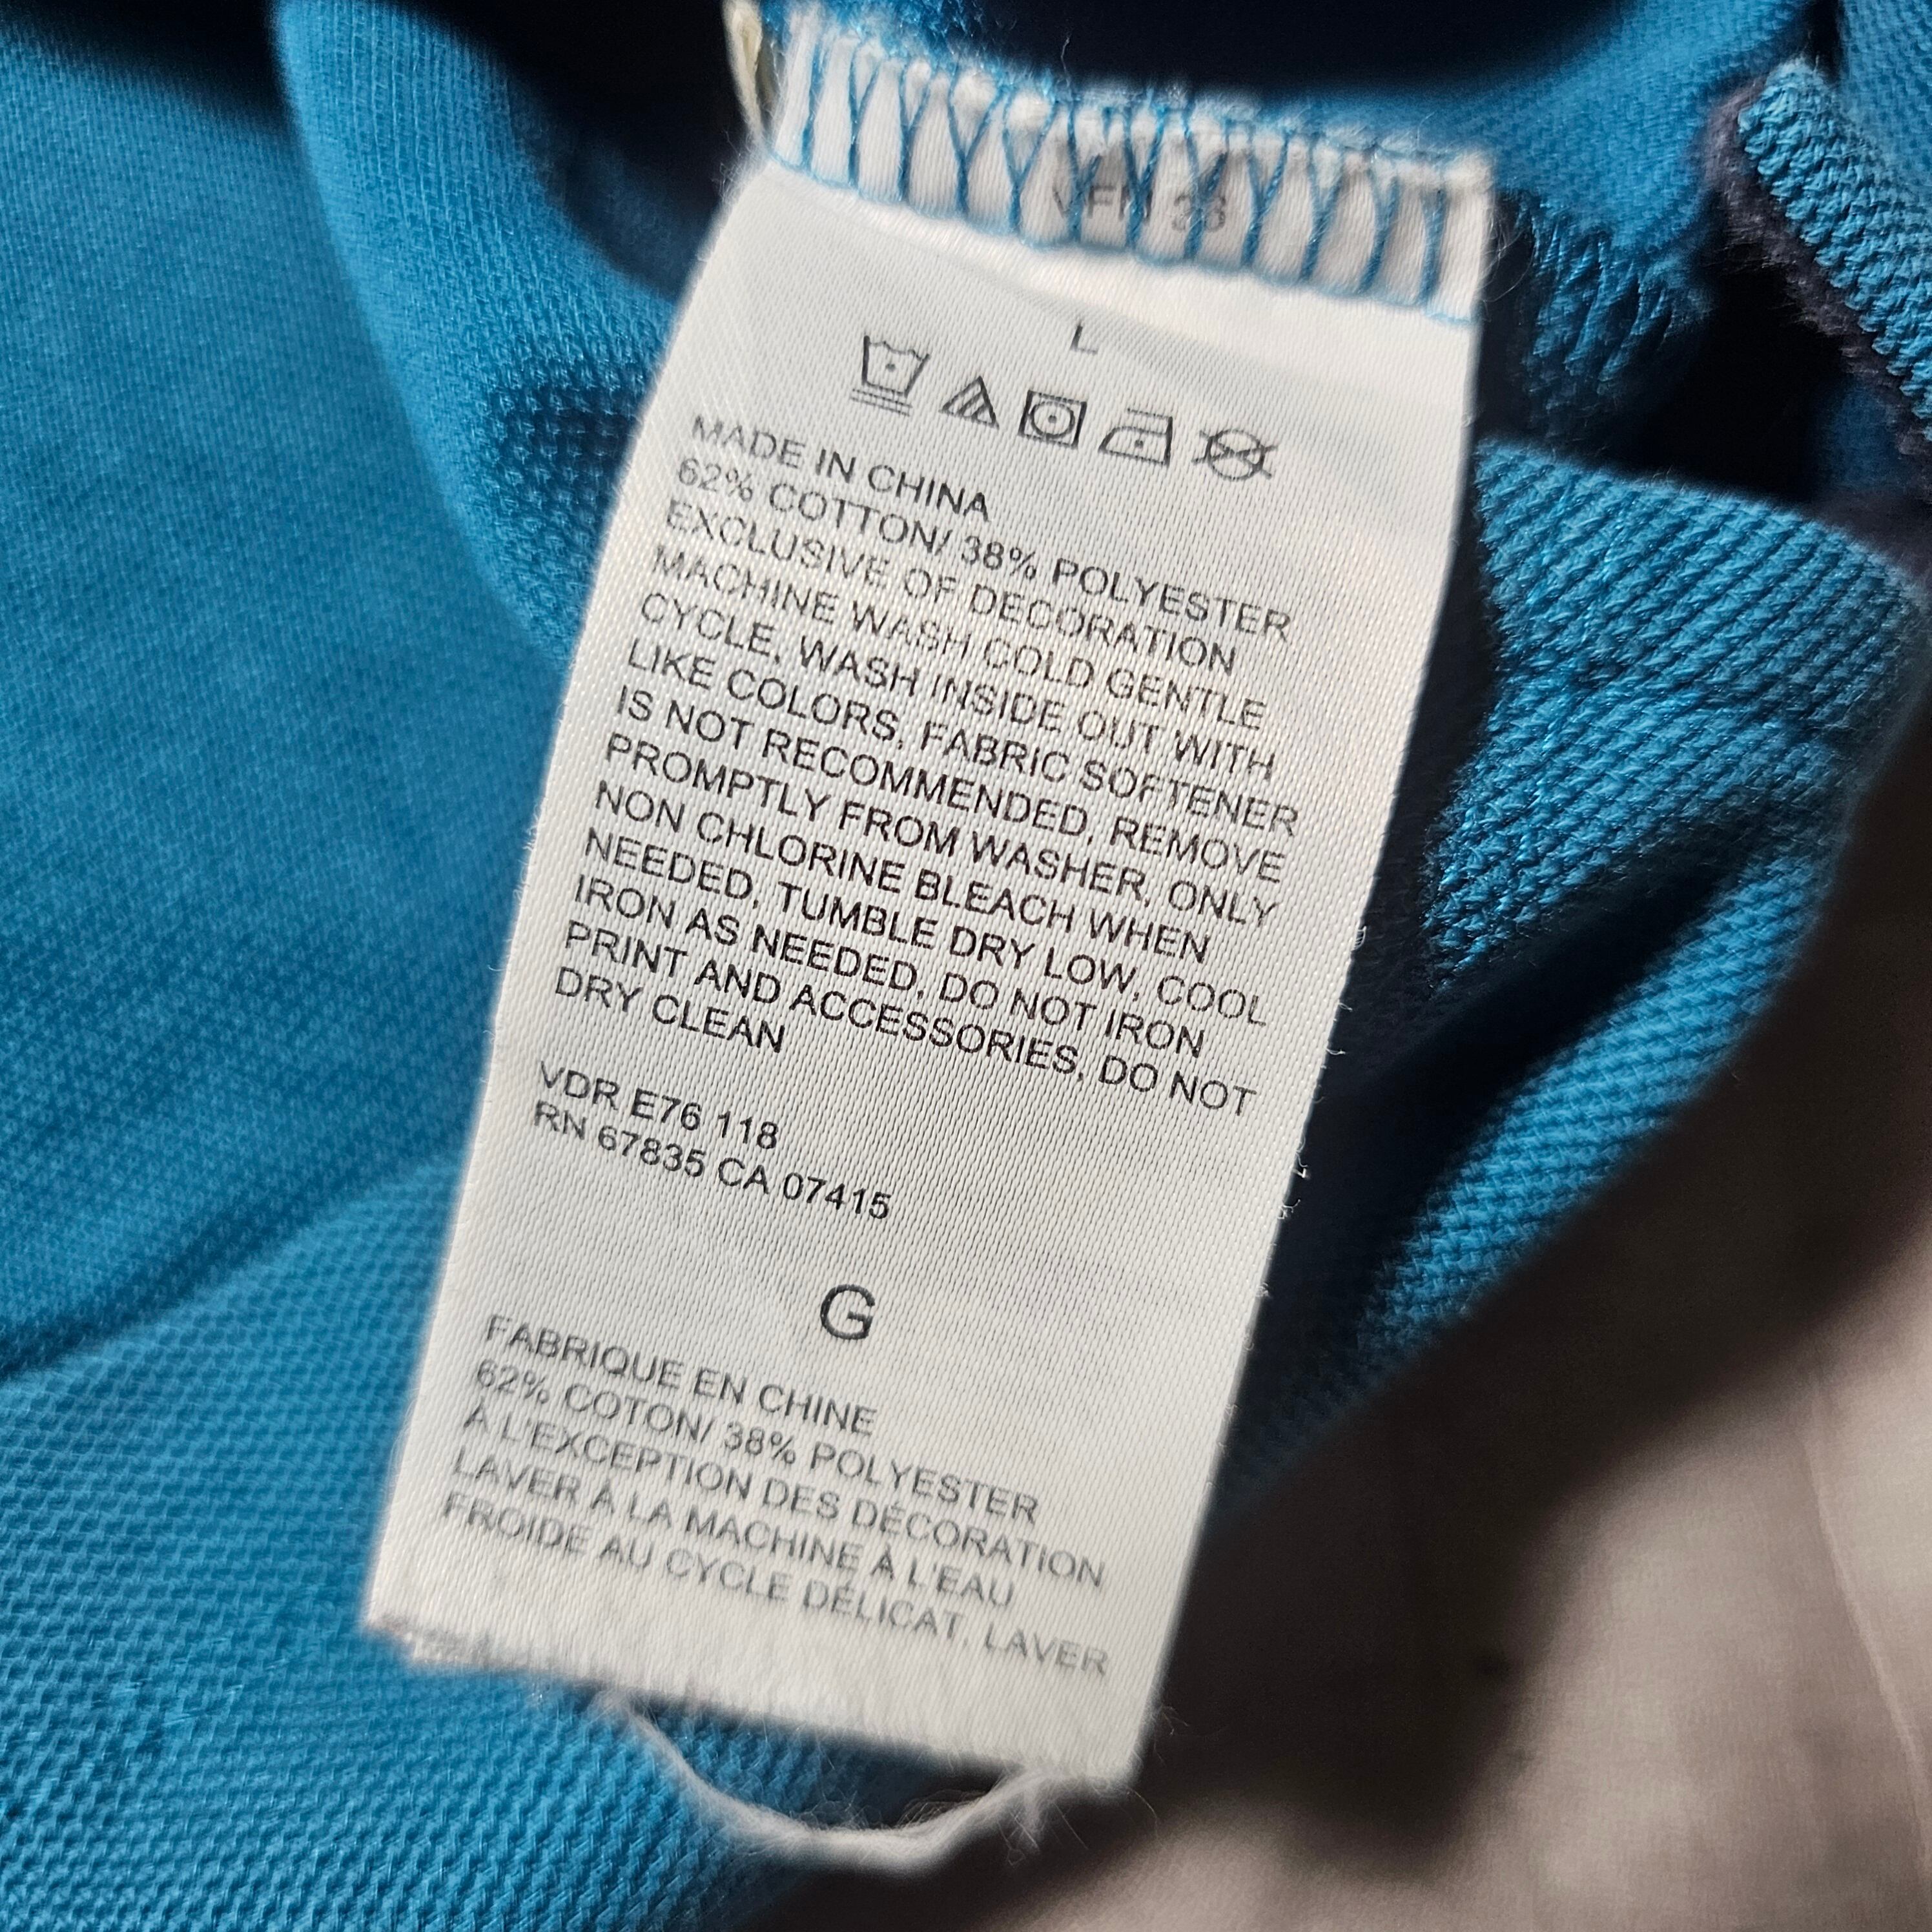 L
MADE IN CHINA
62% COTTON/ 38% POLYESTER
EXCLUSIVE OF DECORATION
MACHINE WASH COLD GENTLE
CYCLE, WASH INSIDE OUT WITH
LIKE COLORS, FABRIC SOFTENER
IS NOT RECOMMENDED, REMOVE
PROMPTLY FROM WASHER, ONLY
NON CHLORINE BLEACH WHEN
NEEDED, TUMBLE DRY LOW, COOL
IRON AS NEEDED, DO NOT IRON
PRINT AND ACCESSORIES, DO NOT
DRY CLEAN
VDR E76 118
RN 67835 CA 07415
G
FABRIQUE EN CHINE
62% COTON/ 38% POLYESTER
À L'EXCEPTION DES DÉCORATION
LAVER À LA MACHINE À L'EAU
FROIDE AU CYCLE DÉLICAT, LAVER